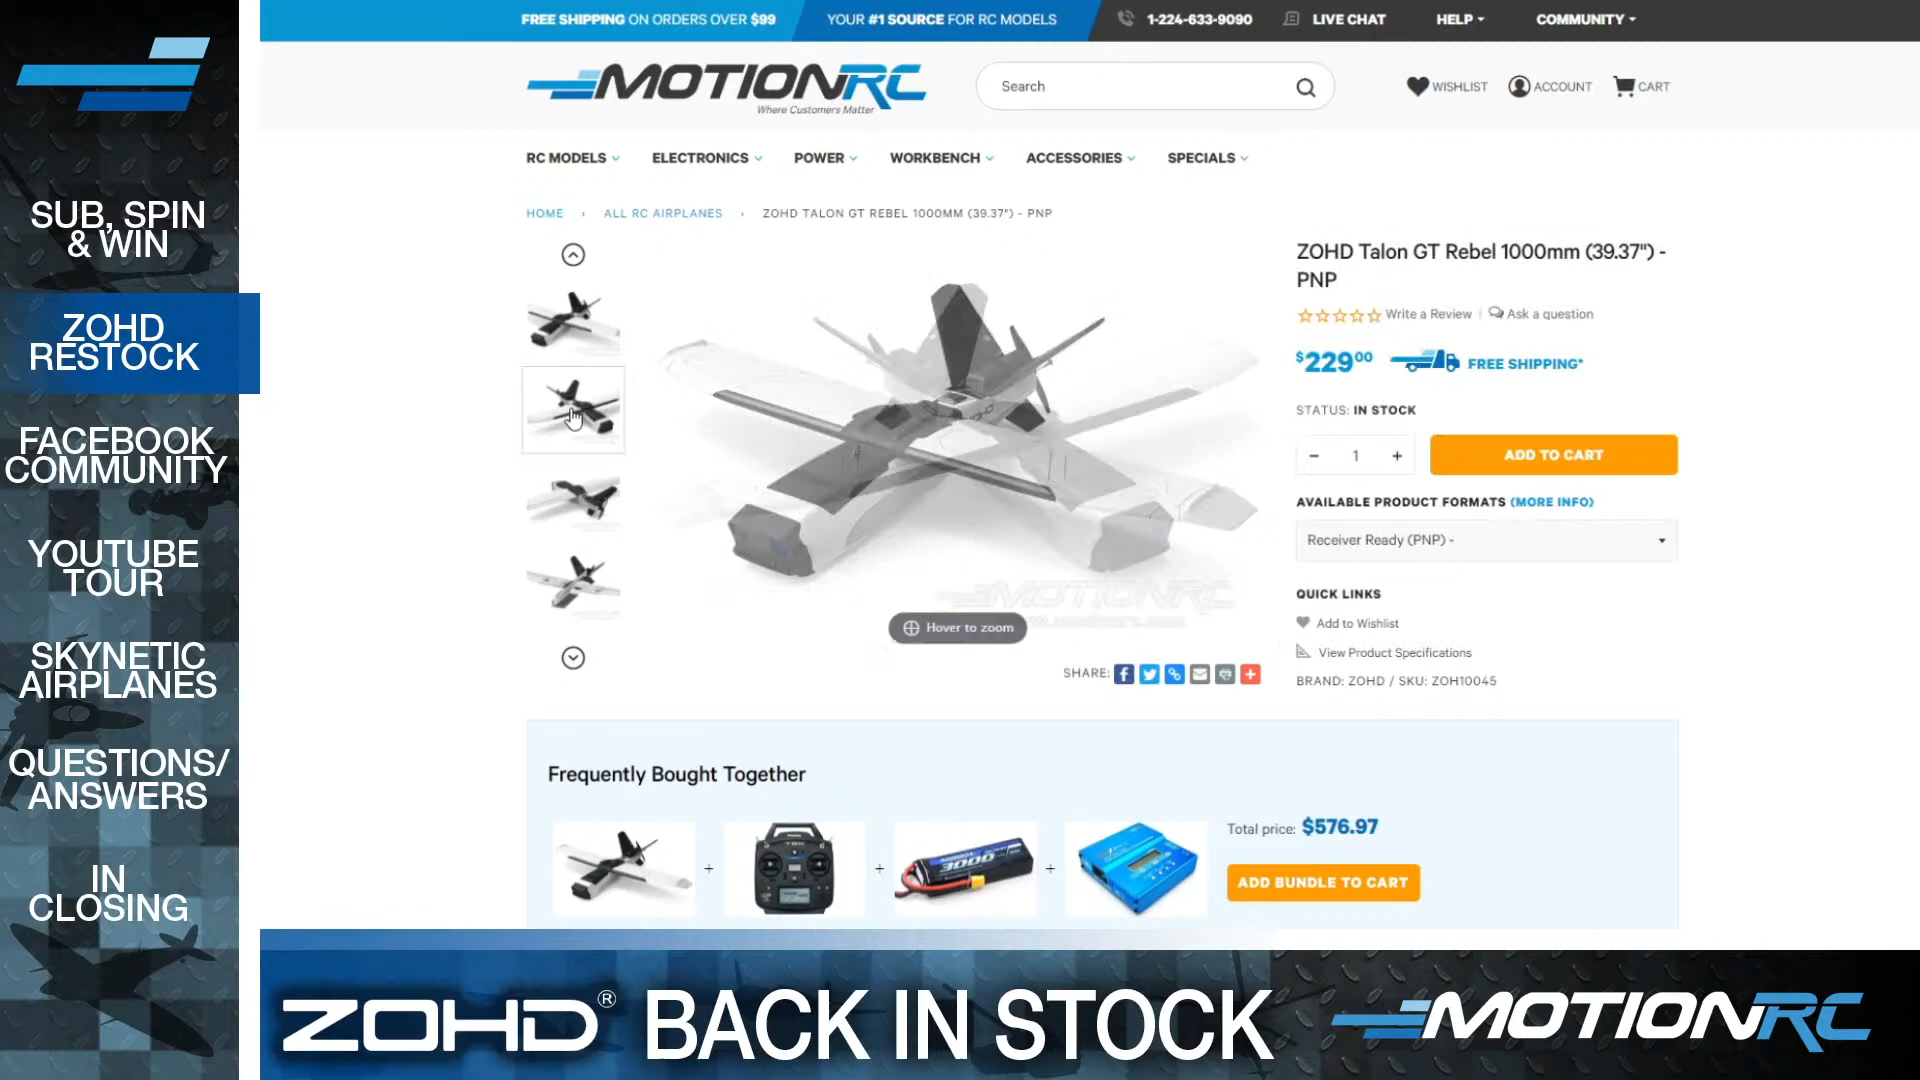 FREE SHIPPING ON ORDERS OVER $99
YOUR #1 SOURCE FOR RC MODELS
1-224-633-9090
LIVE CHAT
HELP
COMMUNITY
MOTIONRC
Where Customers Matter
Search
WISHLIST
ACCOUNT
CART
RC MODELS
ELECTRONICS
POWER
WORKBENCH
ACCESSORIES
SPECIALS
HOME › ALL RC AIRPLANES › ZOHD TALON GT REBEL 1000MM (39.37") - PNP
SUB, SPIN
& WIN
ZOHD
RESTOCK
FACEBOOK
COMMUNITY
YOUTUBE
TOUR
SKYNETIC
AIRPLANES
QUESTIONS/
ANSWERS
IN
CLOSING
MOTIONRC
Hover to zoom
SHARE:
ZOHD Talon GT Rebel 1000mm (39.37") -
PNP
Write a Review | Ask a question
$22900
FREE SHIPPING*
STATUS: IN STOCK
- 1 +
ADD TO CART
AVAILABLE PRODUCT FORMATS (MORE INFO)
Receiver Ready (PNP) -
QUICK LINKS
Add to Wishlist
View Product Specifications
BRAND: ZOHD / SKU: ZOH10045
Frequently Bought Together
+ + +
3000
Total price: $576.97
ADD BUNDLE TO CART
ZOHD® BACK IN STOCK
MOTIONRC